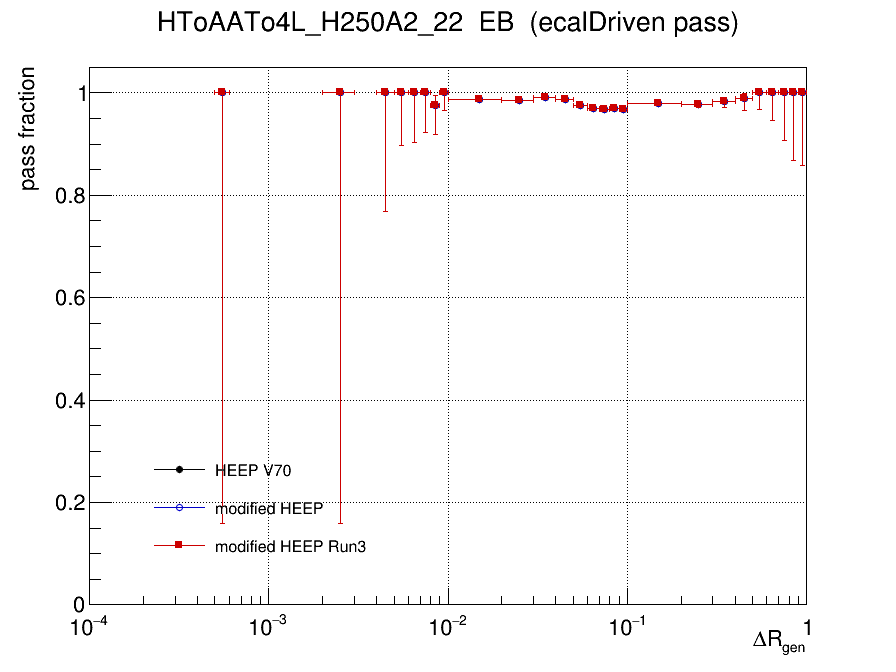 HToAATo4L_H250A2_22 EB (ecalDriven pass)
pass fraction
1
0.8
0.6
0.4
0.2
0
HEEP V70
modified HEEP
modified HEEP Run3
10⁻⁴ 10⁻³ 10⁻² 10⁻¹ 1
ΔR_gen